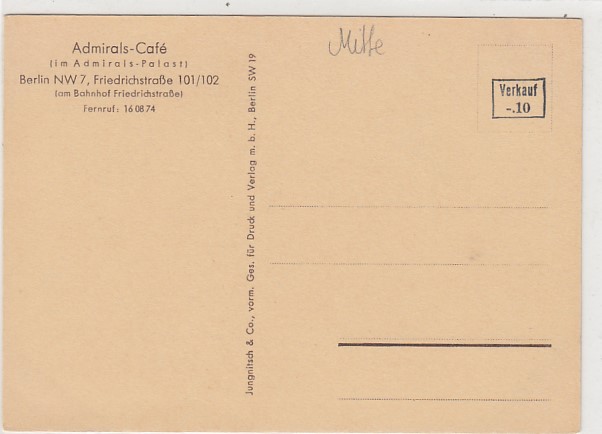 Admirals-Café
(im Admirals-Palast)
Berlin NW 7, Friedrichstraße 101/102
(am Bahnhof Friedrichstraße)
Fernruf: 16 08 74
Jungnitsch & Co., vorm. Ges. für Druck und Verlag m. b. H., Berlin SW 19
Mitte
Verkauf
-.10